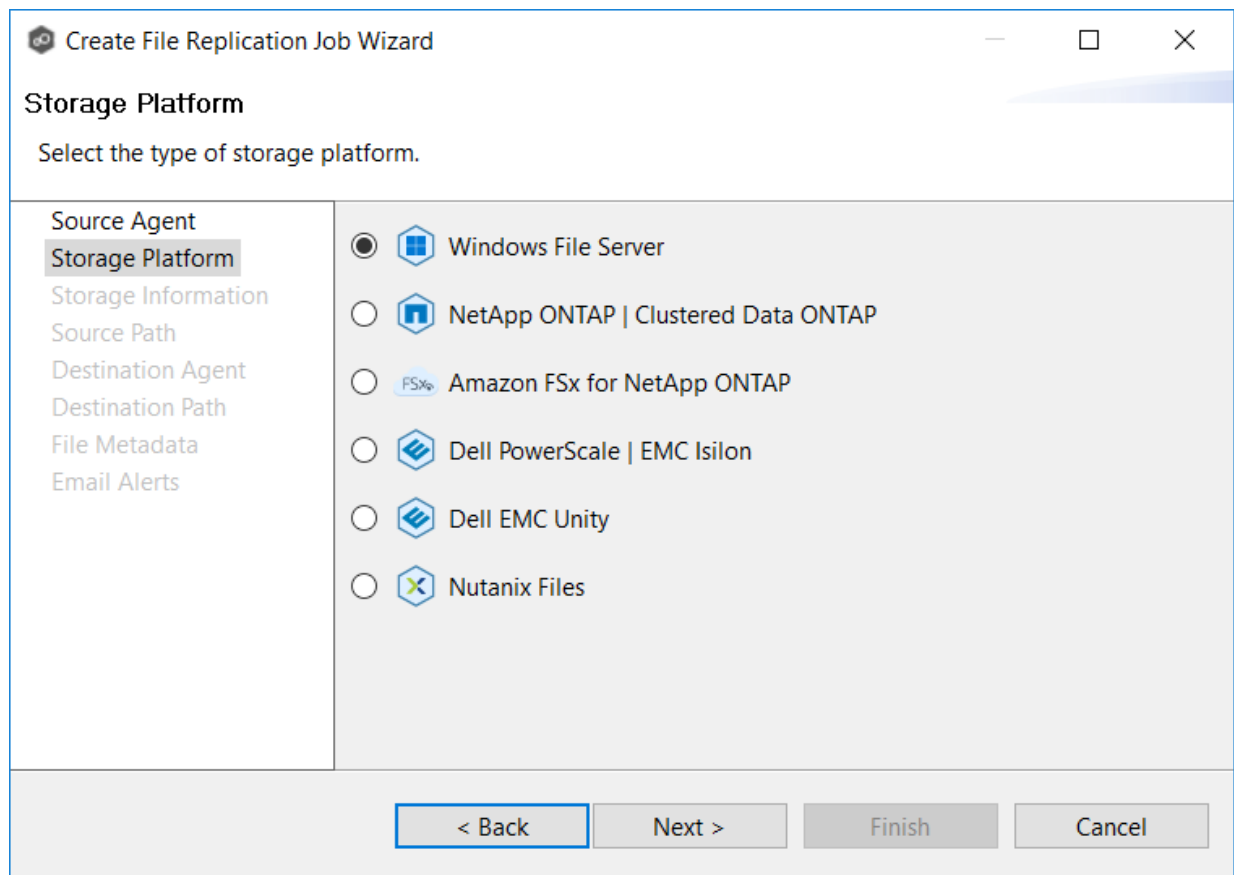 Create File Replication Job Wizard
Storage Platform
Select the type of storage platform.
Source Agent
Storage Platform
Storage Information
Source Path
Destination Agent
Destination Path
File Metadata
Email Alerts
Windows File Server
NetApp ONTAP | Clustered Data ONTAP
FSx Amazon FSx for NetApp ONTAP
Dell PowerScale | EMC Isilon
Dell EMC Unity
Nutanix Files
< Back Next > Finish Cancel